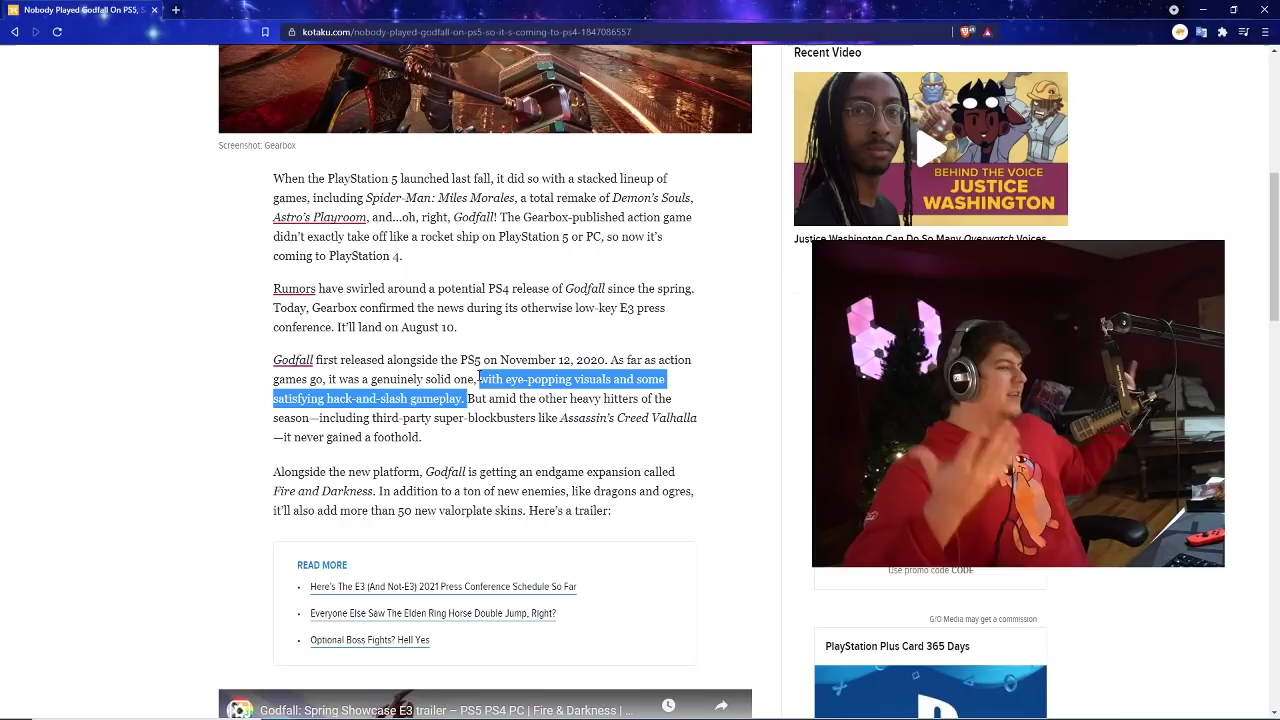 Nobody Played Godfall On PS5, S
kotaku.com/nobody-played-godfall-on-ps5-so-it-s-coming-to-ps4-1847086557
Screenshot: Gearbox
When the PlayStation 5 launched last fall, it did so with a stacked lineup of
games, including Spider-Man: Miles Morales, a total remake of Demon's Souls,
Astro's Playroom, and...oh, right, Godfall! The Gearbox-published action game
didn't exactly take off like a rocket ship on PlayStation 5 or PC, so now it's
coming to PlayStation 4.
Rumors have swirled around a potential PS4 release of Godfall since the spring.
Today, Gearbox confirmed the news during its otherwise low-key E3 press
conference. It'll land on August 10.
Godfall first released alongside the PS5 on November 12, 2020. As far as action
games go, it was a genuinely solid one, with eye-popping visuals and some
satisfying hack-and-slash gameplay. But amid the other heavy hitters of the
season—including third-party super-blockbusters like Assassin's Creed Valhalla
—it never gained a foothold.
Alongside the new platform, Godfall is getting an endgame expansion called
Fire and Darkness. In addition to a ton of new enemies, like dragons and ogres,
it'll also add more than 50 new valorplate skins. Here's a trailer:
READ MORE
• Here's The E3 (And Not-E3) 2021 Press Conference Schedule So Far
• Everyone Else Saw The Elden Ring Horse Double Jump, Right?
• Optional Boss Fights? Hell Yes
Godfall: Spring Showcase E3 trailer – PS5 PS4 PC | Fire & Darkness | ...
Recent Video
BEHIND THE VOICE
JUSTICE
WASHINGTON
Justice Washington Can Do So Many Overwatch Voices
Use promo code CODE
G/O Media may get a commission
PlayStation Plus Card 365 Days